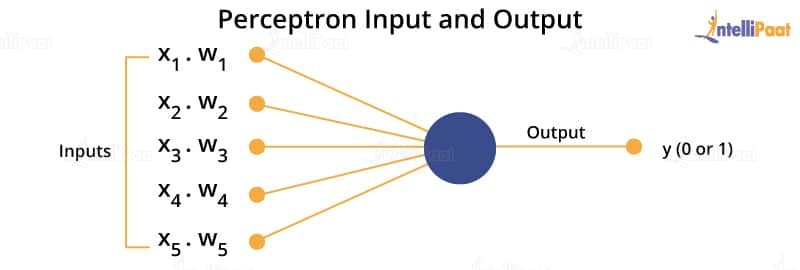 Perceptron Input and Output
IntelliPaat
x1 . w1
x2 . w2
Inputs
x3 . w3
x4 . w4
x5 . w5
Output
y (0 or 1)